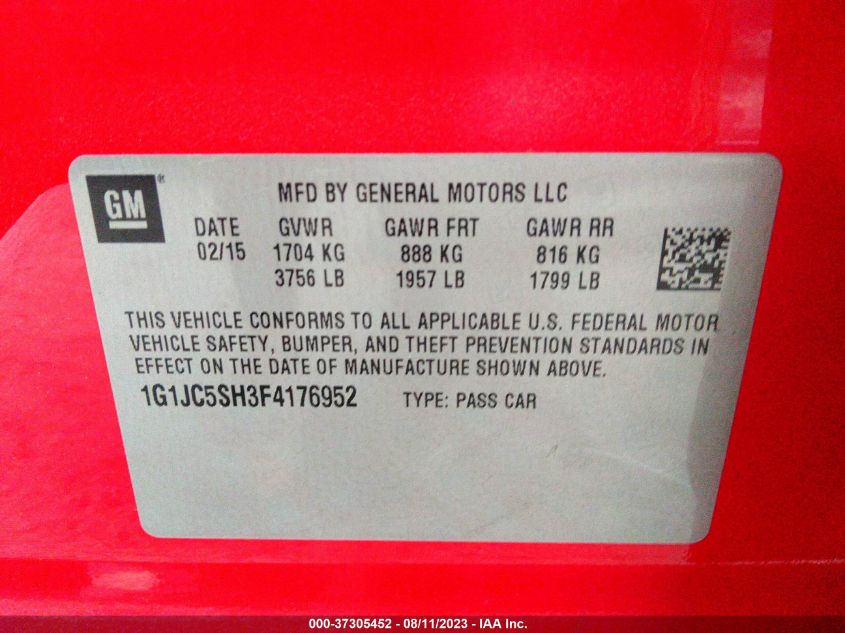 GM®
MFD BY GENERAL MOTORS LLC
DATE GVWR GAWR FRT GAWR RR
02/15 1704 KG 888 KG 816 KG
3756 LB 1957 LB 1799 LB
THIS VEHICLE CONFORMS TO ALL APPLICABLE U.S. FEDERAL MOTOR
VEHICLE SAFETY, BUMPER, AND THEFT PREVENTION STANDARDS IN
EFFECT ON THE DATE OF MANUFACTURE SHOWN ABOVE.
1G1JC5SH3F4176952 TYPE: PASS CAR
000-37305452 - 08/11/2023 - IAA Inc.